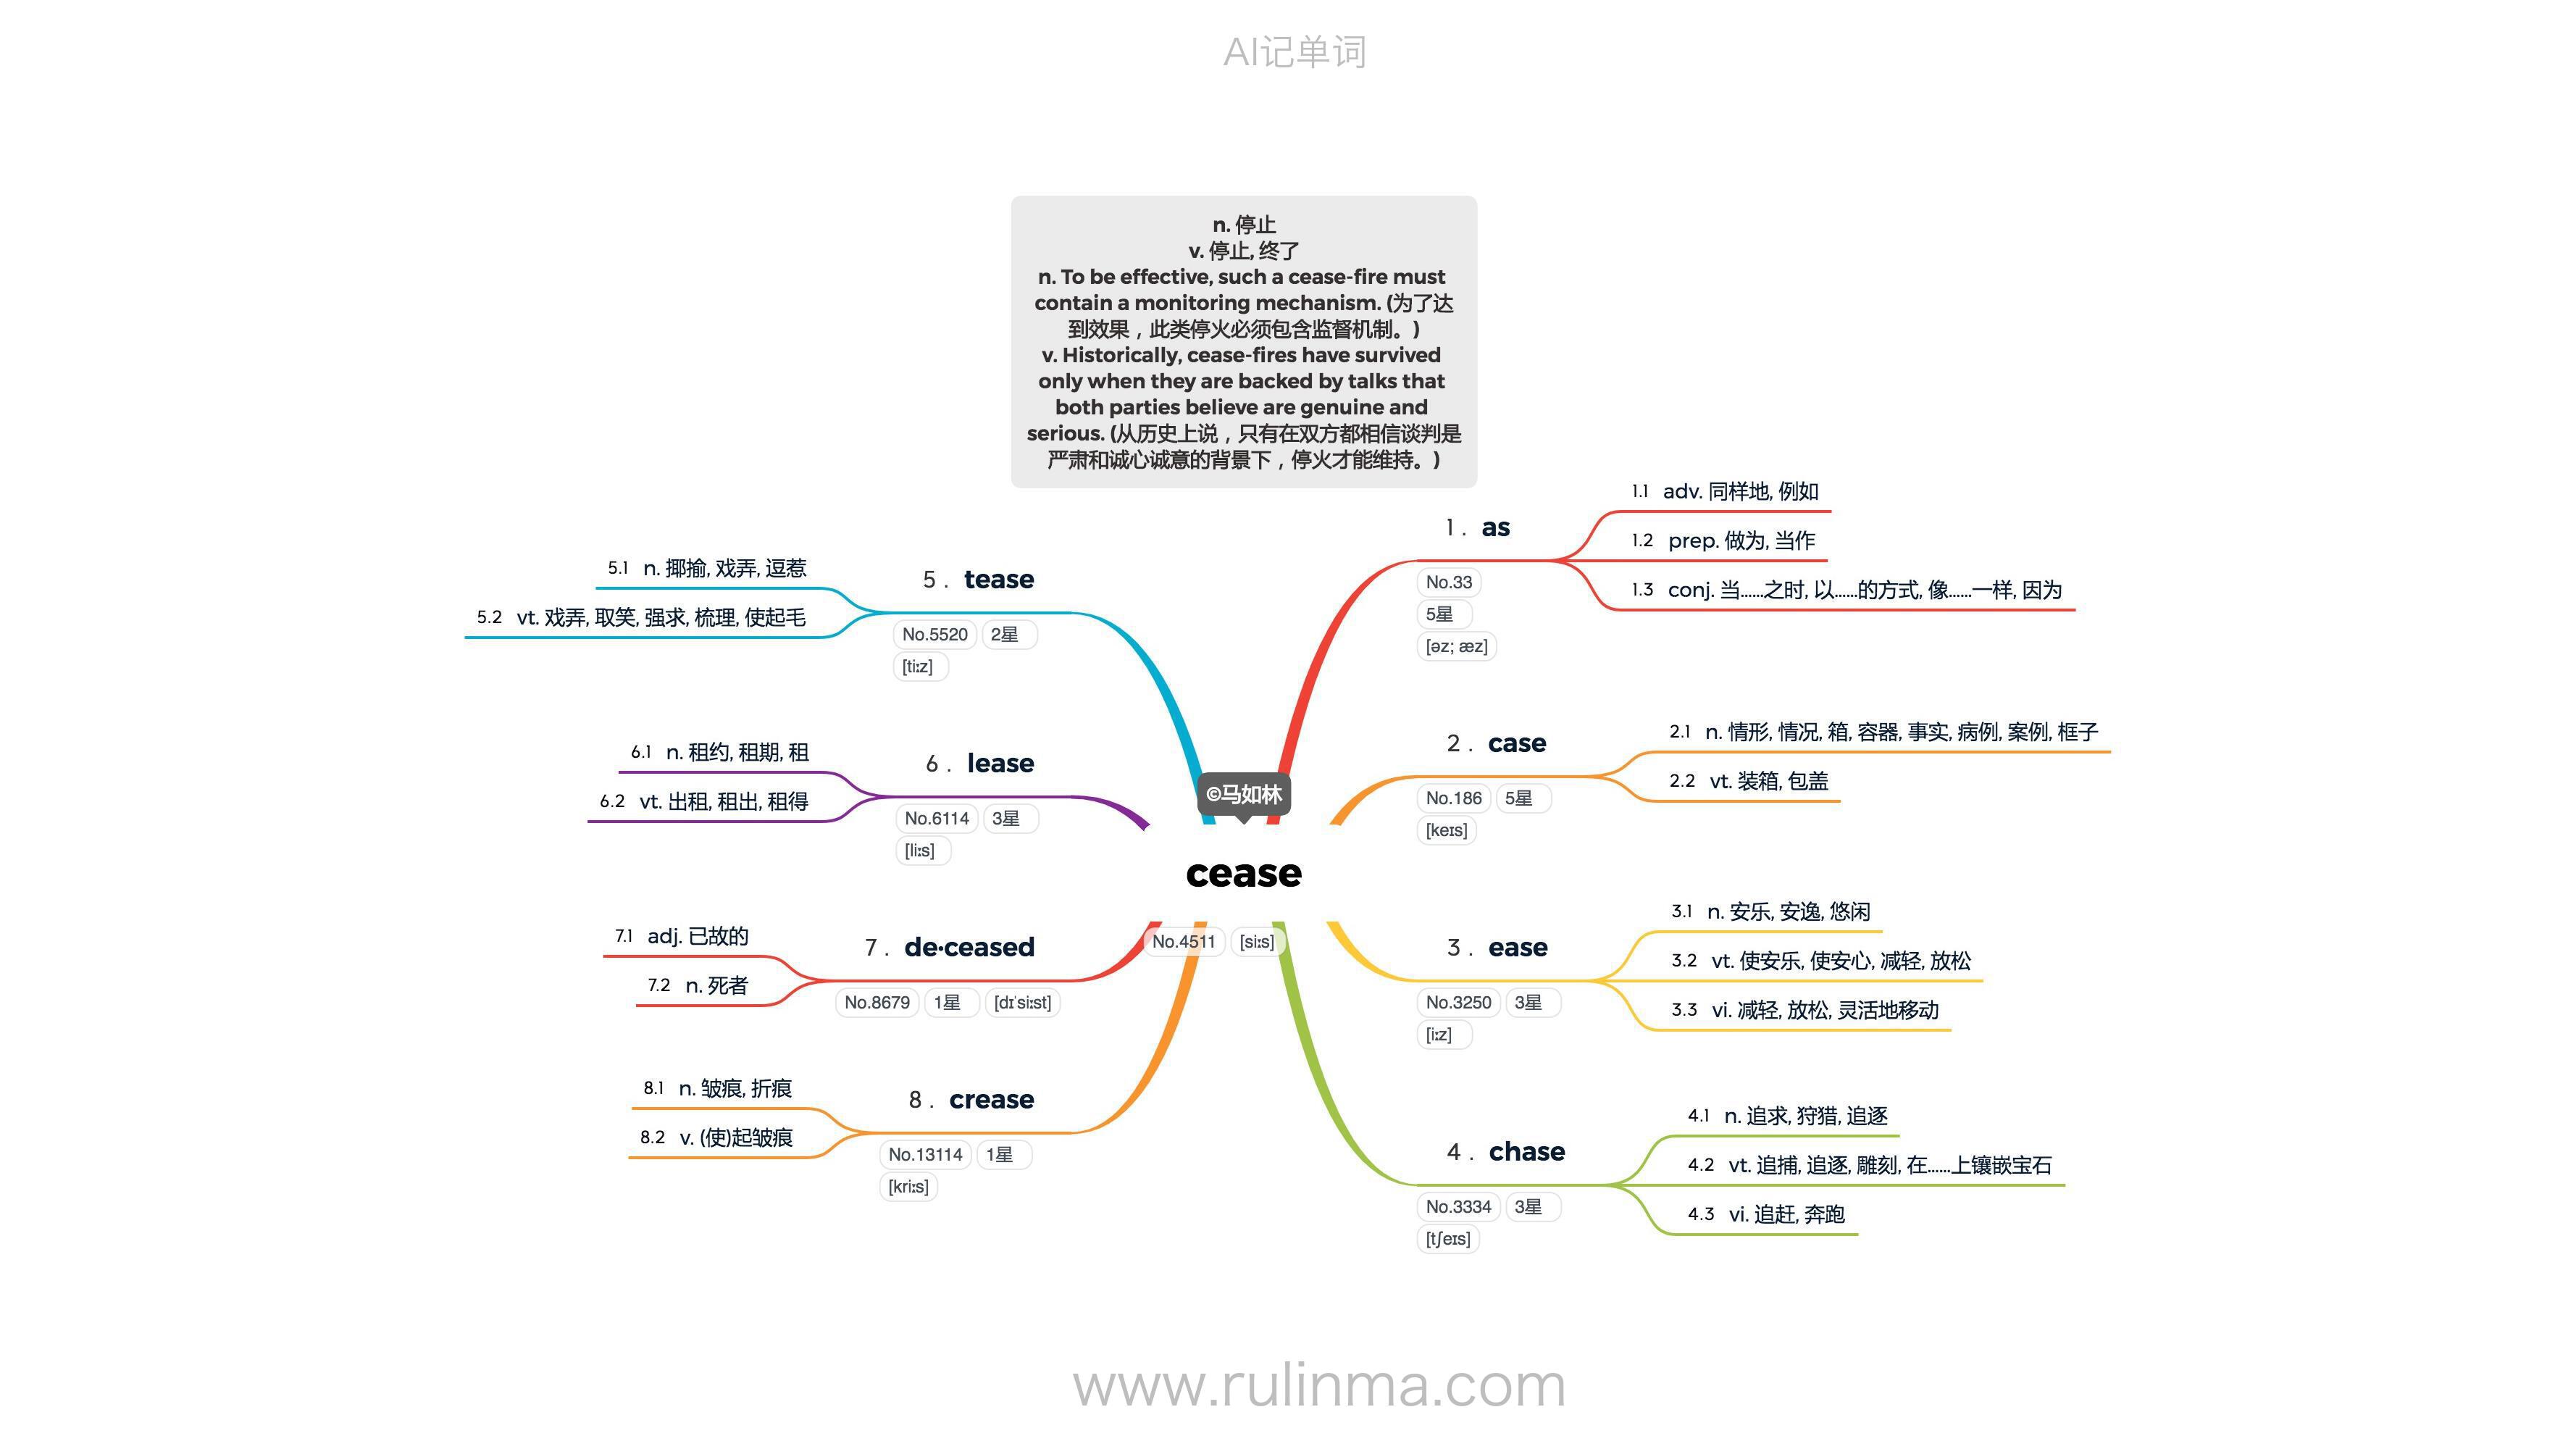 AI记单词
n. 停止
v. 停止, 终了
n. To be effective, such a cease-fire must
contain a monitoring mechanism. (为了达
到效果，此类停火必须包含监督机制。)
v. Historically, cease-fires have survived
only when they are backed by talks that
both parties believe are genuine and
serious. (从历史上说，只有在双方都相信谈判是
严肃和诚心诚意的背景下，停火才能维持。)
©马如林
cease
No.4511 [siːs]
1. as
No.33
5星
[əz; æz]
1.1 adv. 同样地, 例如
1.2 prep. 做为, 当作
1.3 conj. 当……之时, 以……的方式, 像……一样, 因为
2. case
No.186 5星
[keɪs]
2.1 n. 情形, 情况, 箱, 容器, 事实, 病例, 案例, 框子
2.2 vt. 装箱, 包盖
3. ease
No.3250 3星
[iːz]
3.1 n. 安乐, 安逸, 悠闲
3.2 vt. 使安乐, 使安心, 减轻, 放松
3.3 vi. 减轻, 放松, 灵活地移动
4. chase
No.3334 3星
[tʃeɪs]
4.1 n. 追求, 狩猎, 追逐
4.2 vt. 追捕, 追逐, 雕刻, 在……上镶嵌宝石
4.3 vi. 追赶, 奔跑
5. tease
No.5520 2星
[tiːz]
5.1 n. 揶揄, 戏弄, 逗惹
5.2 vt. 戏弄, 取笑, 强求, 梳理, 使起毛
6. lease
No.6114 3星
[liːs]
6.1 n. 租约, 租期, 租
6.2 vt. 出租, 租出, 租得
7. de·ceased
No.8679 1星 [dɪˈsiːst]
7.1 adj. 已故的
7.2 n. 死者
8. crease
No.13114 1星
[kriːs]
8.1 n. 皱痕, 折痕
8.2 v. (使)起皱痕
www.rulinma.com